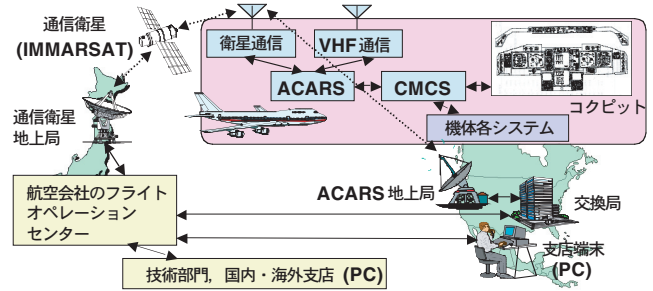 通信衛星
(IMMARSAT)
衛星通信
VHF 通信
ACARS
CMCS
コクピット
機体各システム
通信衛星
地上局
ACARS 地上局
交換局
航空会社のフライト
オペレーション
センター
支店端末
(PC)
技術部門，国内・海外支店 (PC)